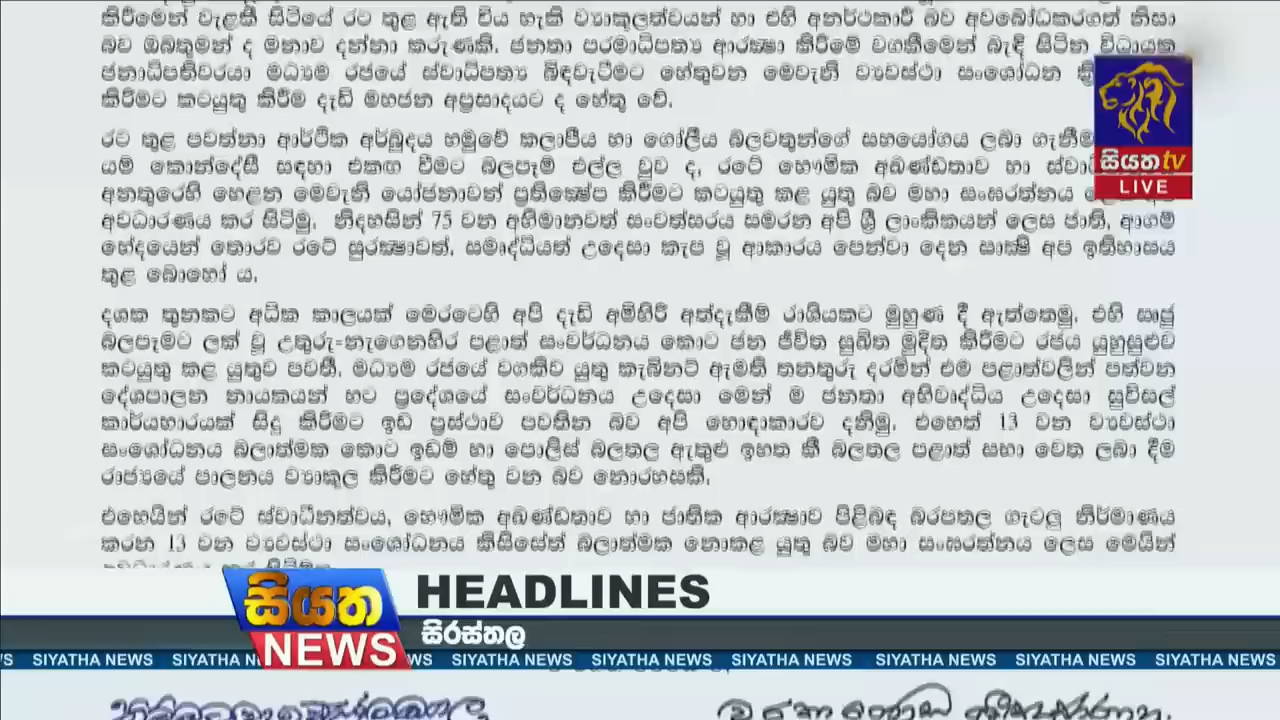 කිරීමෙන් වැළකී සිටියේ රට තුළ ඇති විය හැකි ව්‍යාකූලත්වයන් හා එහි අනර්ථකාරී බව අවබෝධකරගත් නිසා
බව ඔබතුමන් ද මනාව දන්නා කරුණකි. ජනතා පරමාධිපත්‍ය ආරක්‍ෂා කිරීමේ වගකීමෙන් බැඳී සිටින විධායක
ජනාධිපතිවරයා මධ්‍යම රජයේ ස්වාධිපත්‍ය බිඳවැටීමට හේතුවන මෙවැනි ව්‍යවස්ථා සංශෝධන
කිරීමට කටයුතු කිරීම දැඩි මහජන අප්‍රසාදයට ද හේතු වේ.
රට තුළ පවත්නා ආර්ථික අර්බුදය හමුවේ කලාපීය හා ගෝලීය බලවතුන්ගේ සහයෝගය ලබා ගැනීම
යම් කොන්දේසි සඳහා එකඟ වීමට බලපෑම් එල්ල වුව ද, රටේ භෞමික අඛණ්ඩතාව හා
අනතුරෙහි හෙළන මෙවැනි යෝජනාවන් ප්‍රතික්‍ෂේප කිරීමට කටයුතු කළ යුතු බව මහා සංඝරත්නය
අවධාරණය කර සිටිමු. නිදහසින් 75 වන අභිමානවත් සංවත්සරය සමරන අපි ශ්‍රී ලාංකිකයන් ලෙස ජාති, ආගම්
භේදයෙන් තොරව රටේ සුරක්‍ෂාවත්, සමෘද්ධියත් උදෙසා කැප වූ ආකාරය පෙන්වා දෙන සාක්‍ෂි අප ඉතිහාසය
තුළ බොහෝ ය.
දශක තුනකට අධික කාලයක් මෙරටෙහි අපි දැඩි අමිහිරි අත්දැකීම් රාශියකට මුහුණ දී ඇත්තෙමු. එහි ඍජු
බලපෑමට ලක් වූ උතුරු-නැගෙනහිර පළාත් සංවර්ධනය කොට ජන ජීවිත සුඛිත මුදිත කිරීමට රජය යුහුසුළුව
කටයුතු කළ යුතුව පවතී. මධ්‍යම රජයේ වගකිව යුතු කැබිනට් ඇමති තනතුරු දරමින් එම පළාත්වලින් පත්වන
දේශපාලන නායකයන් හට ප්‍රදේශයේ සංවර්ධනය උදෙසා මෙන් ම ජනතා අභිවෘද්ධිය උදෙසා සුවිසල්
කාර්යභාරයක් සිදු කිරීමට ඉඩ ප්‍රස්ථාව පවතින බව අපි හොඳාකාරව දනිමු. එහෙත් 13 වන ව්‍යවස්ථා
සංශෝධනය බලාත්මක කොට ඉඩම් හා පොලිස් බලතල ඇතුළු ඉහත කී බලතල පළාත් සභා වෙත ලබා දීම
රාජ්‍යයේ පාලනය ව්‍යාකූල කිරීමට හේතු වන බව නොරහසකි.
එහෙයින් රටේ ස්වාධීනත්වය, භෞමික අඛණ්ඩතාව හා ජාතික ආරක්‍ෂාව පිළිබඳ බරපතල ගැටලු නිර්මාණය
කරන 13 වන ව්‍යවස්ථා සංශෝධනය කිසිසේත් බලාත්මක නොකළ යුතු බව මහා සංඝරත්නය ලෙස මෙයින්
සියත tv
LIVE
සියත
NEWS
HEADLINES
සිරස්තල
SIYATHA NEWS SIYATHA NEWS SIYATHA NEWS SIYATHA NEWS SIYATHA NEWS SIYATHA NEWS SIYATHA NEWS